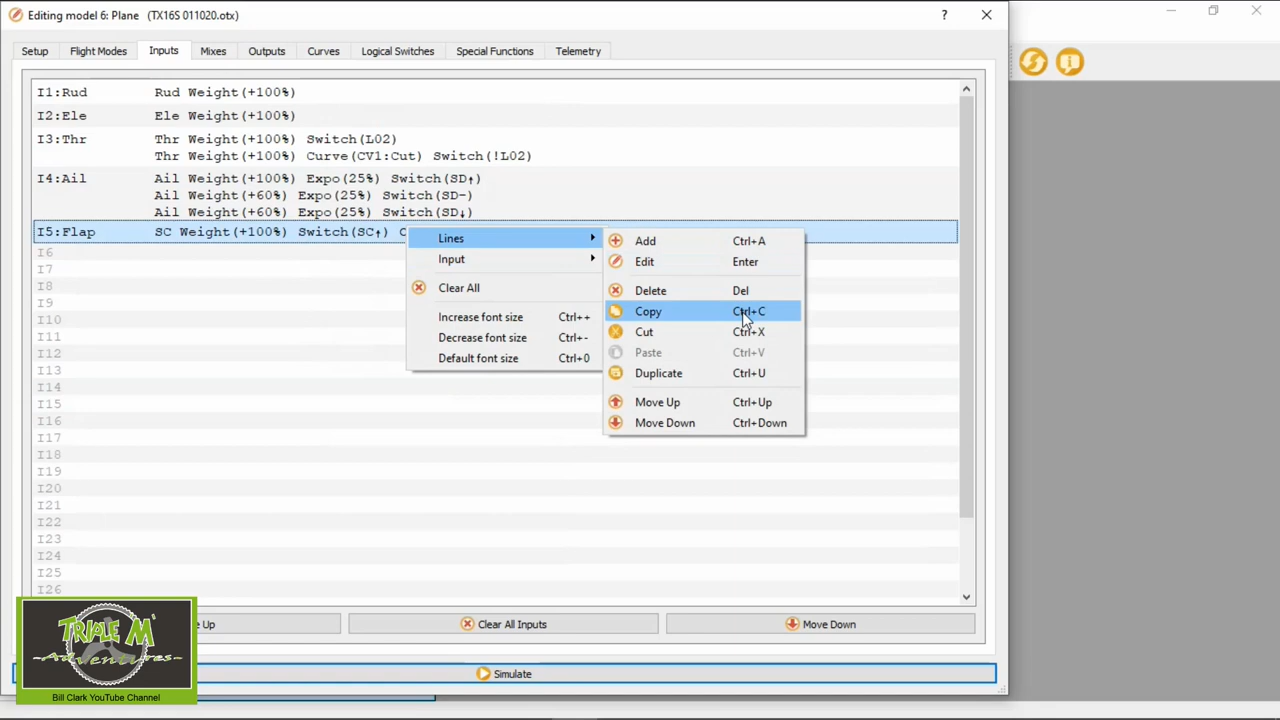 Editing model 6: Plane (TX16S 011020.otx)
?
Setup Flight Modes Inputs Mixes Outputs Curves Logical Switches Special Functions Telemetry
I1:Rud Rud Weight(+100%)
I2:Ele Ele Weight(+100%)
I3:Thr Thr Weight(+100%) Switch(L02)
Thr Weight(+100%) Curve(CV1:Cut) Switch(!L02)
I4:Ail Ail Weight(+100%) Expo(25%) Switch(SD↑)
Ail Weight(+60%) Expo(25%) Switch(SD-)
Ail Weight(+60%) Expo(25%) Switch(SD↓)
I5:Flap SC Weight(+100%) Switch(SC↑)
I6
I7
I8
I9
I10
I11
I12
I13
I14
I15
I16
I17
I18
I19
I20
I21
I22
I23
I24
I25
I26
Lines
Input
Clear All
Increase font size Ctrl++
Decrease font size Ctrl+-
Default font size Ctrl+0
Add Ctrl+A
Edit Enter
Delete Del
Copy Ctrl+C
Cut Ctrl+X
Paste Ctrl+V
Duplicate Ctrl+U
Move Up Ctrl+Up
Move Down Ctrl+Down
Up Clear All Inputs Move Down
Simulate
TRIPLE M
Adventures
Bill Clark YouTube Channel